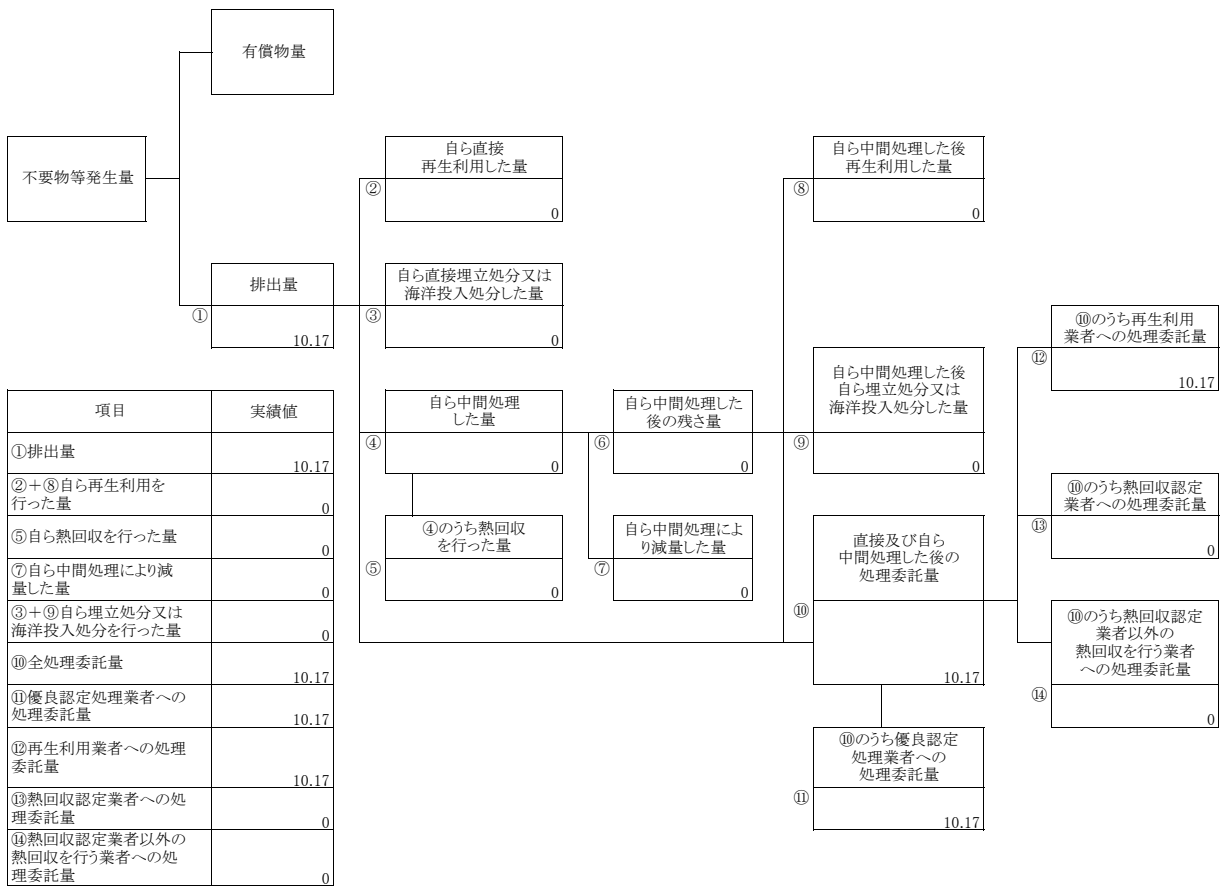 有償物量
不要物等発生量
自ら直接
再生利用した量
②
0
自ら中間処理した後
再生利用した量
⑧
0
排出量
①
10.17
自ら直接埋立処分又は
海洋投入処分した量
③
0
⑩のうち再生利用
業者への処理委託量
⑫
10.17
自ら中間処理
した量
④
0
自ら中間処理した
後の残さ量
⑥
0
自ら中間処理した後
自ら埋立処分又は
海洋投入処分した量
⑨
0
⑩のうち熱回収認定
業者への処理委託量
⑬
0
④のうち熱回収
を行った量
⑤
0
自ら中間処理によ
り減量した量
⑦
0
直接及び自ら
中間処理した後の
処理委託量
⑩
10.17
⑩のうち熱回収認定
業者以外の
熱回収を行う業者
への処理委託量
⑭
0
⑩のうち優良認定
処理業者への
処理委託量
⑪
10.17
項目 実績値
①排出量
10.17
②+⑧自ら再生利用を
行った量
0
⑤自ら熱回収を行った量
0
⑦自ら中間処理により減
量した量
0
③+⑨自ら埋立処分又は
海洋投入処分を行った量
0
⑩全処理委託量
10.17
⑪優良認定処理業者への
処理委託量
10.17
⑫再生利用業者への処理
委託量
10.17
⑬熱回収認定業者への処
理委託量
0
⑭熱回収認定業者以外の
熱回収を行う業者への処
理委託量
0